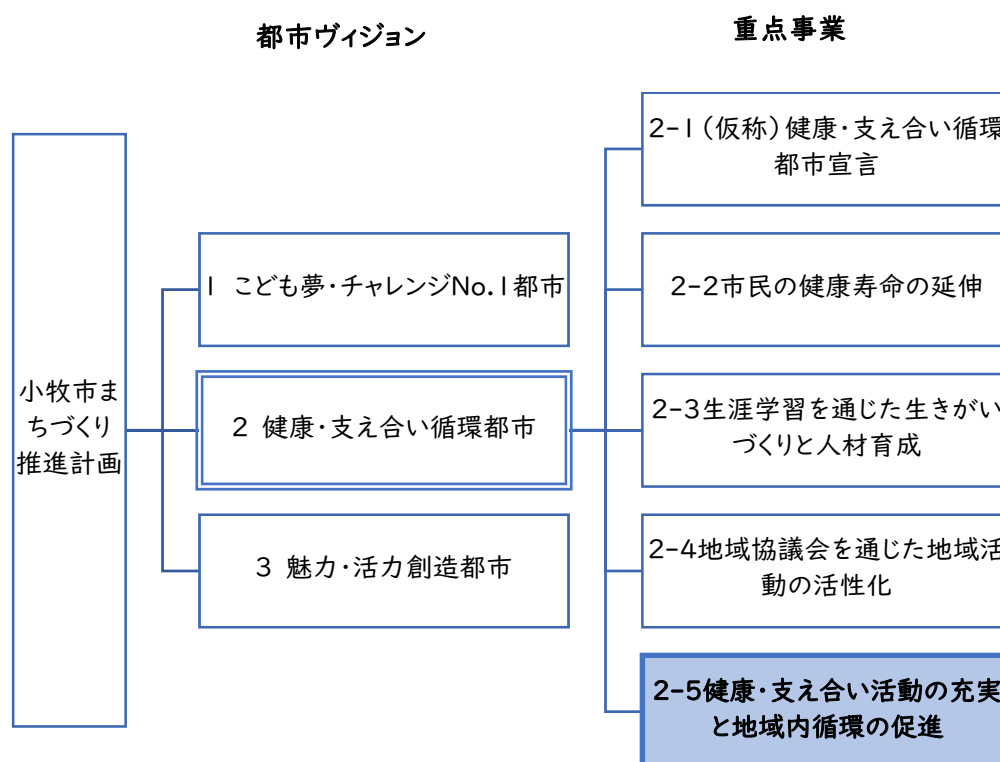 都市ヴィジョン
重点事業
小牧市ま
ちづくり
推進計画
1 こども夢・チャレンジNo.1都市
2 健康・支え合い循環都市
3 魅力・活力創造都市
2-1(仮称)健康・支え合い循環
都市宣言
2-2市民の健康寿命の延伸
2-3生涯学習を通じた生きがい
づくりと人材育成
2-4地域協議会を通じた地域活
動の活性化
2-5健康・支え合い活動の充実
と地域内循環の促進